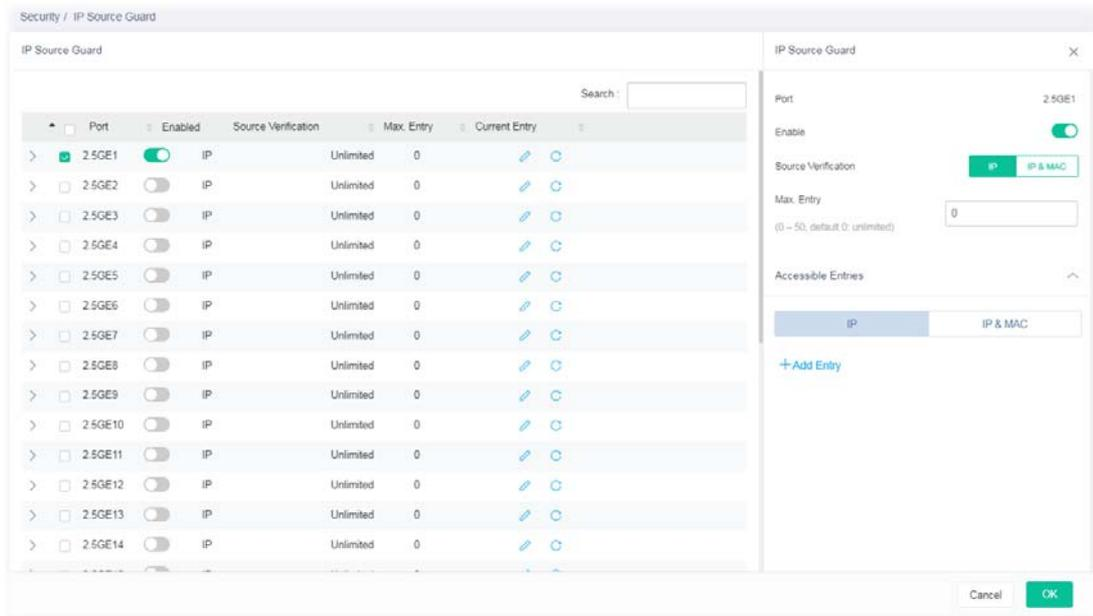 Security / IP Source Guard
IP Source Guard
Search :
Port Enabled Source Verification Max. Entry Current Entry
2.5GE1 IP Unlimited 0
2.5GE2 IP Unlimited 0
2.5GE3 IP Unlimited 0
2.5GE4 IP Unlimited 0
2.5GE5 IP Unlimited 0
2.5GE6 IP Unlimited 0
2.5GE7 IP Unlimited 0
2.5GE8 IP Unlimited 0
2.5GE9 IP Unlimited 0
2.5GE10 IP Unlimited 0
2.5GE11 IP Unlimited 0
2.5GE12 IP Unlimited 0
2.5GE13 IP Unlimited 0
2.5GE14 IP Unlimited 0
IP Source Guard
Port 2.5GE1
Enable
Source Verification IP IP & MAC
Max. Entry
0
(0 – 50, default 0: unlimited)
Accessible Entries
IP IP & MAC
+Add Entry
Cancel OK